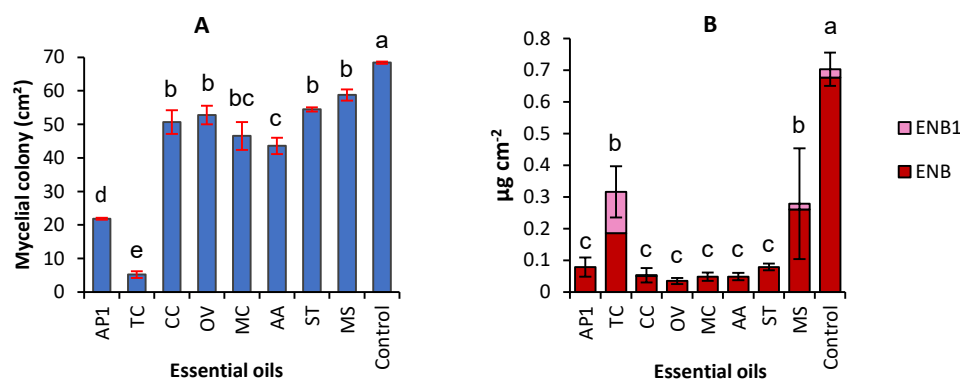 A
Mycelial colony (cm²)
70
60
50
40
30
20
10
0
d
e
b
b
bc
c
b
b
a
AP1
TC
CC
OV
MC
AA
ST
MS
Control
Essential oils
B
µg cm⁻²
0.8
0.7
0.6
0.5
0.4
0.3
0.2
0.1
0
c
b
c
c
c
c
c
b
a
AP1
TC
CC
OV
MC
AA
ST
MS
Control
Essential oils
ENB1
ENB